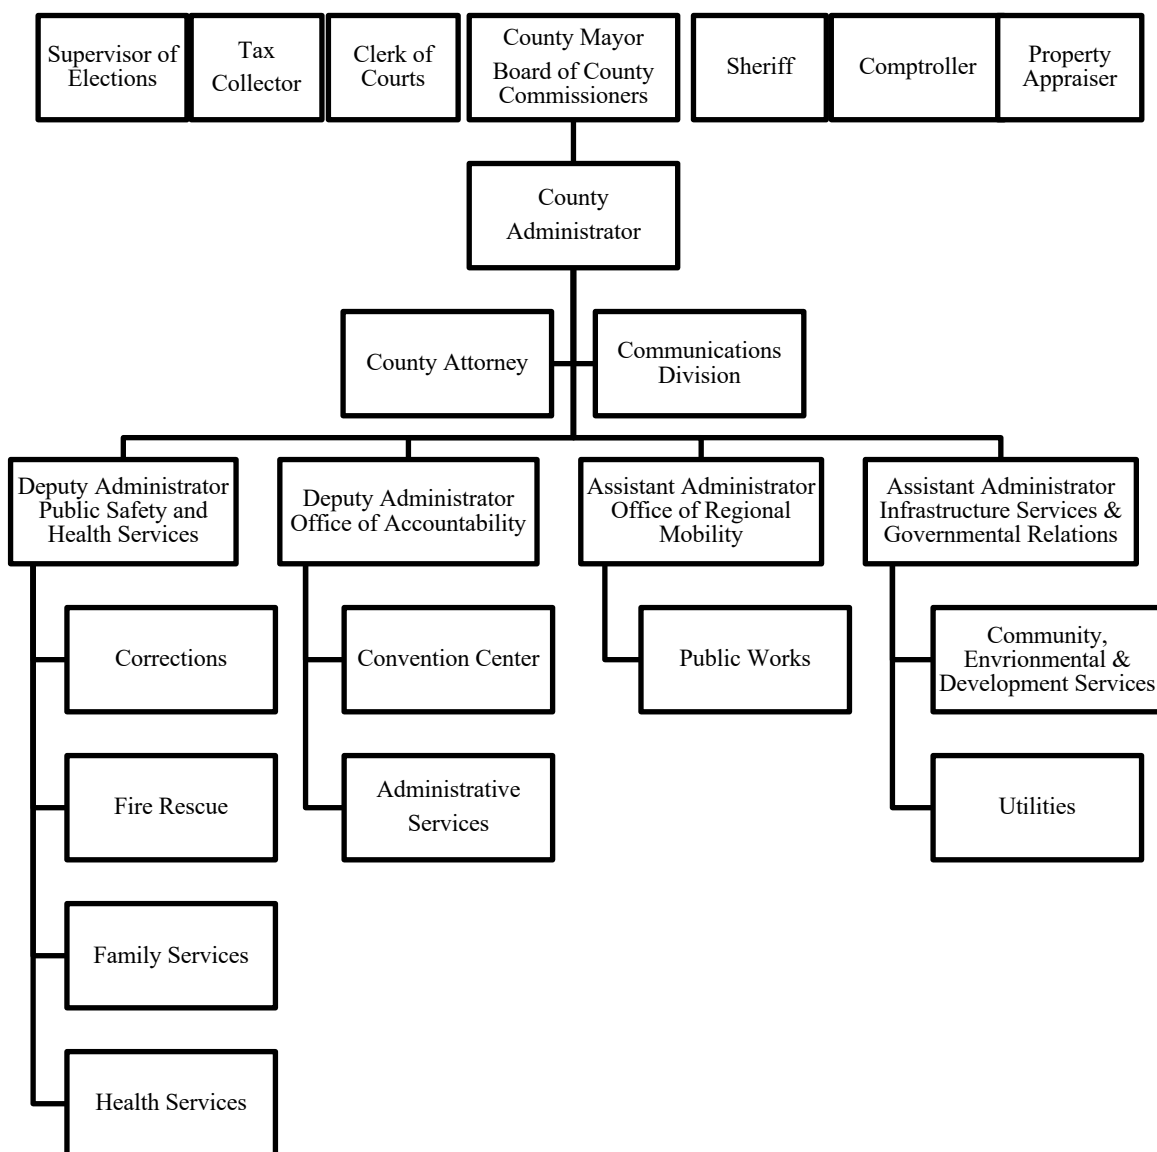 Supervisor of
Elections
Tax
Collector
Clerk of
Courts
County Mayor
Board of County
Commissioners
Sheriff
Comptroller
Property
Appraiser
County
Administrator
County Attorney
Communications
Division
Deputy Administrator
Public Safety and
Health Services
Deputy Administrator
Office of Accountability
Assistant Administrator
Office of Regional
Mobility
Assistant Administrator
Infrastructure Services &
Governmental Relations
Corrections
Convention Center
Public Works
Community,
Envrionmental &
Development Services
Fire Rescue
Administrative
Services
Utilities
Family Services
Health Services